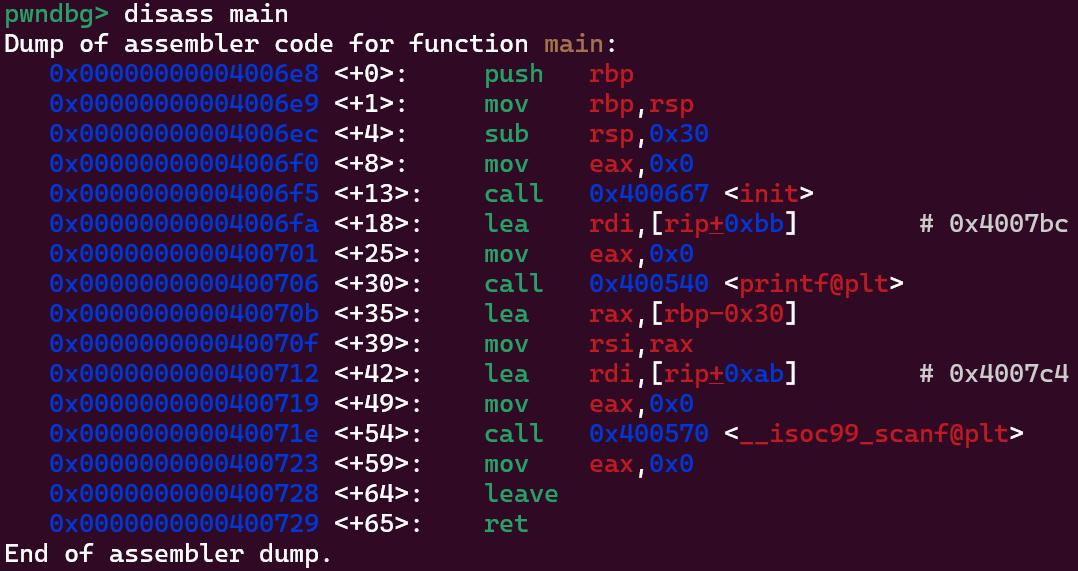 pwndbg> disass main
Dump of assembler code for function main:
   0x00000000004006e8 <+0>:     push   rbp
   0x00000000004006e9 <+1>:     mov    rbp,rsp
   0x00000000004006ec <+4>:     sub    rsp,0x30
   0x00000000004006f0 <+8>:     mov    eax,0x0
   0x00000000004006f5 <+13>:    call   0x400667 <init>
   0x00000000004006fa <+18>:    lea    rdi,[rip+0xbb]        # 0x4007bc
   0x0000000000400701 <+25>:    mov    eax,0x0
   0x0000000000400706 <+30>:    call   0x400540 <printf@plt>
   0x000000000040070b <+35>:    lea    rax,[rbp-0x30]
   0x000000000040070f <+39>:    mov    rsi,rax
   0x0000000000400712 <+42>:    lea    rdi,[rip+0xab]        # 0x4007c4
   0x0000000000400719 <+49>:    mov    eax,0x0
   0x000000000040071e <+54>:    call   0x400570 <__isoc99_scanf@plt>
   0x0000000000400723 <+59>:    mov    eax,0x0
   0x0000000000400728 <+64>:    leave
   0x0000000000400729 <+65>:    ret
End of assembler dump.